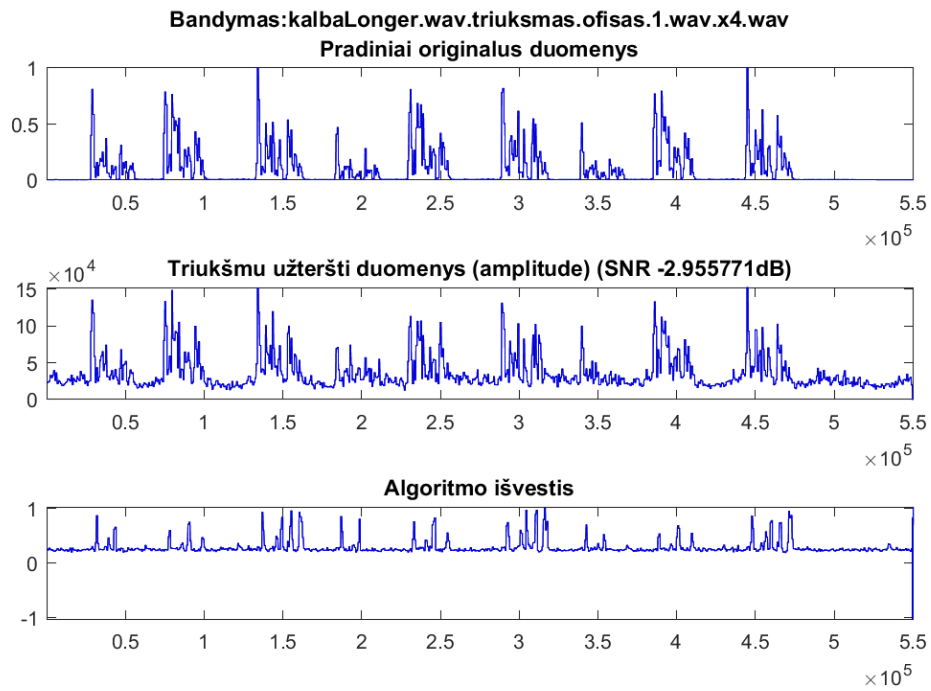 Bandymas:kalbaLonger.wav.triuksmas.ofisas.1.wav.x4.wav
Pradiniai originalus duomenys
1
0.5
0
0.5 1 1.5 2 2.5 3 3.5 4 4.5 5 5.5
×10^5
Triukšmu užteršti duomenys (amplitude) (SNR -2.955771dB)
×10^4
15
10
5
0
0.5 1 1.5 2 2.5 3 3.5 4 4.5 5 5.5
×10^5
Algoritmo išvestis
1
0
-1
0.5 1 1.5 2 2.5 3 3.5 4 4.5 5 5.5
×10^5